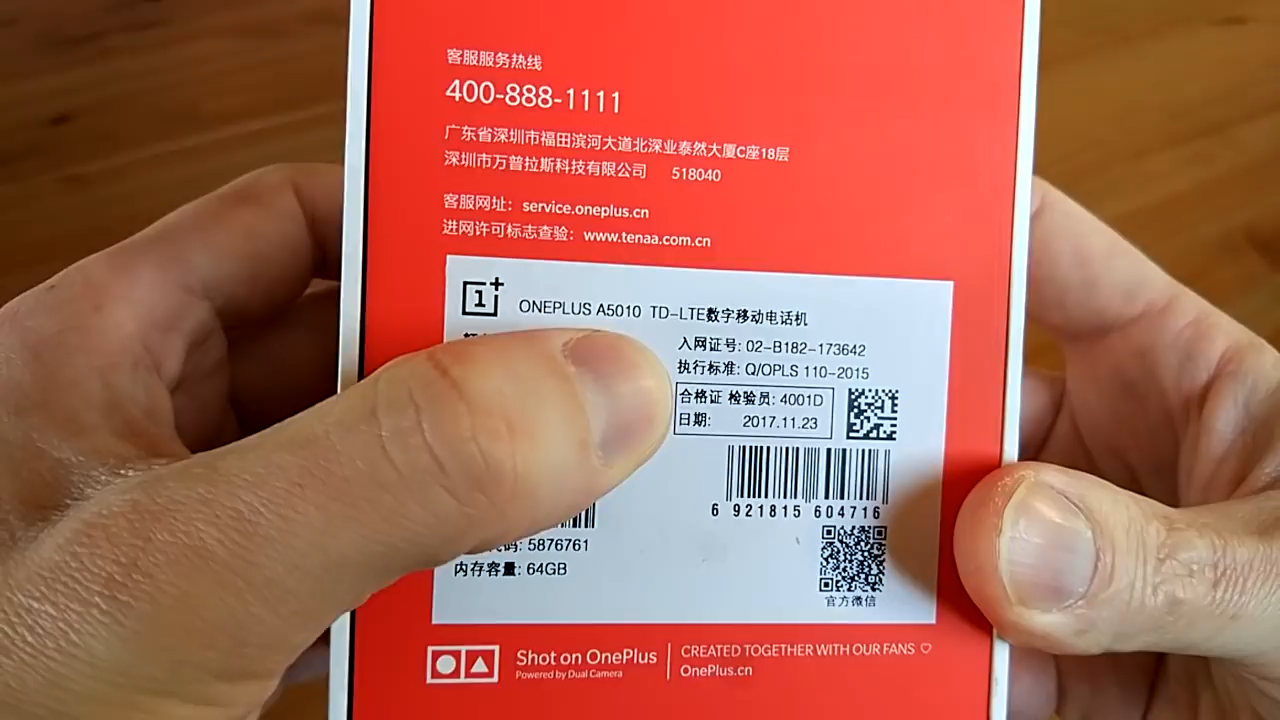 客服服务热线
400-888-1111
广东省深圳市福田滨河大道北深业泰然大厦C座18层
深圳市万普拉斯科技有限公司 518040
客服网址：service.oneplus.cn
进网许可标志查验：www.tenaa.com.cn
1+
ONEPLUS A5010 TD-LTE数字移动电话机
入网证号: 02-B182-173642
执行标准: Q/OPLS 110-2015
合格证 检验员: 4001D
日期: 2017.11.23
6 921815 604716
代码: 5876761
内存容量: 64GB
官方微信
Shot on OnePlus
Powered by Dual Camera
CREATED TOGETHER WITH OUR FANS ♡
OnePlus.cn